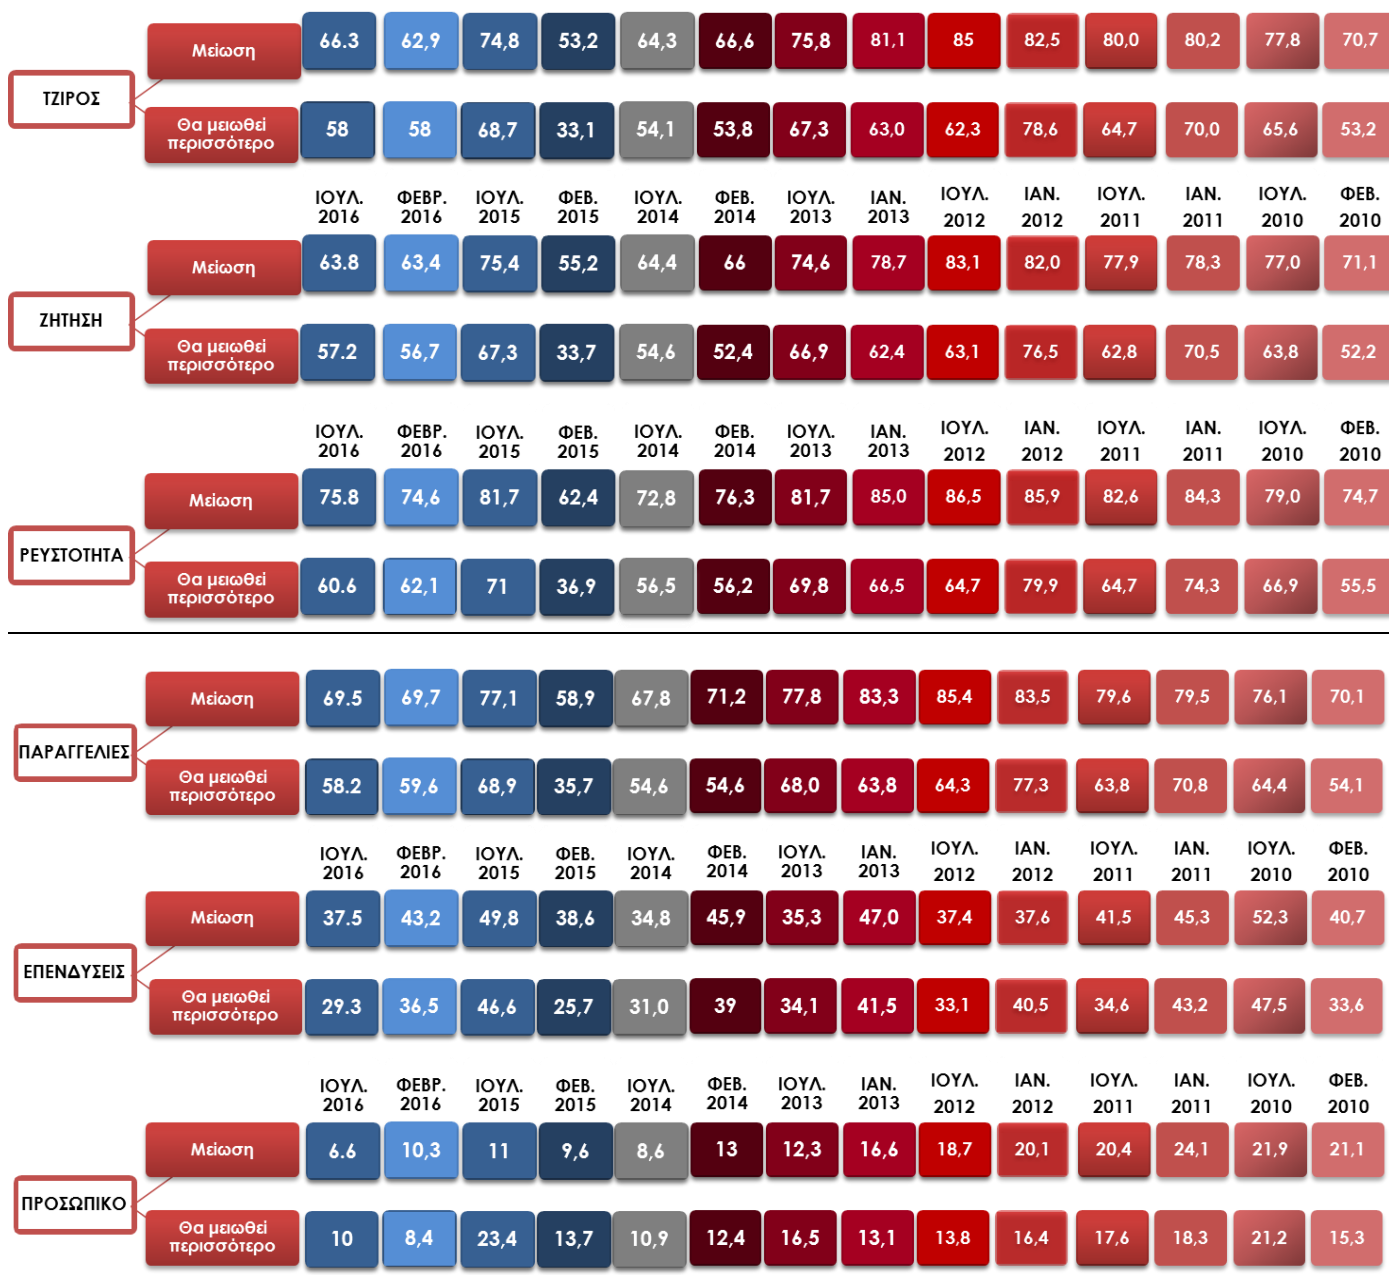 Μείωση 66.3 62,9 74,8 53,2 64,3 66,6 75,8 81,1 85 82,5 80,0 80,2 77,8 70,7
ΤΖΙΡΟΣ
Θα μειωθεί περισσότερο 58 58 68,7 33,1 54,1 53,8 67,3 63,0 62,3 78,6 64,7 70,0 65,6 53,2
ΙΟΥΛ. 2016 ΦΕΒΡ. 2016 ΙΟΥΛ. 2015 ΦΕΒ. 2015 ΙΟΥΛ. 2014 ΦΕΒ. 2014 ΙΟΥΛ. 2013 ΙΑΝ. 2013 ΙΟΥΛ. 2012 ΙΑΝ. 2012 ΙΟΥΛ. 2011 ΙΑΝ. 2011 ΙΟΥΛ. 2010 ΦΕΒ. 2010
Μείωση 63.8 63,4 75,4 55,2 64,4 66 74,6 78,7 83,1 82,0 77,9 78,3 77,0 71,1
ΖΗΤΗΣΗ
Θα μειωθεί περισσότερο 57.2 56,7 67,3 33,7 54,6 52,4 66,9 62,4 63,1 76,5 62,8 70,5 63,8 52,2
ΙΟΥΛ. 2016 ΦΕΒΡ. 2016 ΙΟΥΛ. 2015 ΦΕΒ. 2015 ΙΟΥΛ. 2014 ΦΕΒ. 2014 ΙΟΥΛ. 2013 ΙΑΝ. 2013 ΙΟΥΛ. 2012 ΙΑΝ. 2012 ΙΟΥΛ. 2011 ΙΑΝ. 2011 ΙΟΥΛ. 2010 ΦΕΒ. 2010
Μείωση 75.8 74,6 81,7 62,4 72,8 76,3 81,7 85,0 86,5 85,9 82,6 84,3 79,0 74,7
ΡΕΥΣΤΟΤΗΤΑ
Θα μειωθεί περισσότερο 60.6 62,1 71 36,9 56,5 56,2 69,8 66,5 64,7 79,9 64,7 74,3 66,9 55,5
Μείωση 69.5 69,7 77,1 58,9 67,8 71,2 77,8 83,3 85,4 83,5 79,6 79,5 76,1 70,1
ΠΑΡΑΓΓΕΛΙΕΣ
Θα μειωθεί περισσότερο 58.2 59,6 68,9 35,7 54,6 54,6 68,0 63,8 64,3 77,3 63,8 70,8 64,4 54,1
ΙΟΥΛ. 2016 ΦΕΒΡ. 2016 ΙΟΥΛ. 2015 ΦΕΒ. 2015 ΙΟΥΛ. 2014 ΦΕΒ. 2014 ΙΟΥΛ. 2013 ΙΑΝ. 2013 ΙΟΥΛ. 2012 ΙΑΝ. 2012 ΙΟΥΛ. 2011 ΙΑΝ. 2011 ΙΟΥΛ. 2010 ΦΕΒ. 2010
Μείωση 37.5 43,2 49,8 38,6 34,8 45,9 35,3 47,0 37,4 37,6 41,5 45,3 52,3 40,7
ΕΠΕΝΔΥΣΕΙΣ
Θα μειωθεί περισσότερο 29.3 36,5 46,6 25,7 31,0 39 34,1 41,5 33,1 40,5 34,6 43,2 47,5 33,6
ΙΟΥΛ. 2016 ΦΕΒΡ. 2016 ΙΟΥΛ. 2015 ΦΕΒ. 2015 ΙΟΥΛ. 2014 ΦΕΒ. 2014 ΙΟΥΛ. 2013 ΙΑΝ. 2013 ΙΟΥΛ. 2012 ΙΑΝ. 2012 ΙΟΥΛ. 2011 ΙΑΝ. 2011 ΙΟΥΛ. 2010 ΦΕΒ. 2010
Μείωση 6.6 10,3 11 9,6 8,6 13 12,3 16,6 18,7 20,1 20,4 24,1 21,9 21,1
ΠΡΟΣΩΠΙΚΟ
Θα μειωθεί περισσότερο 10 8,4 23,4 13,7 10,9 12,4 16,5 13,1 13,8 16,4 17,6 18,3 21,2 15,3